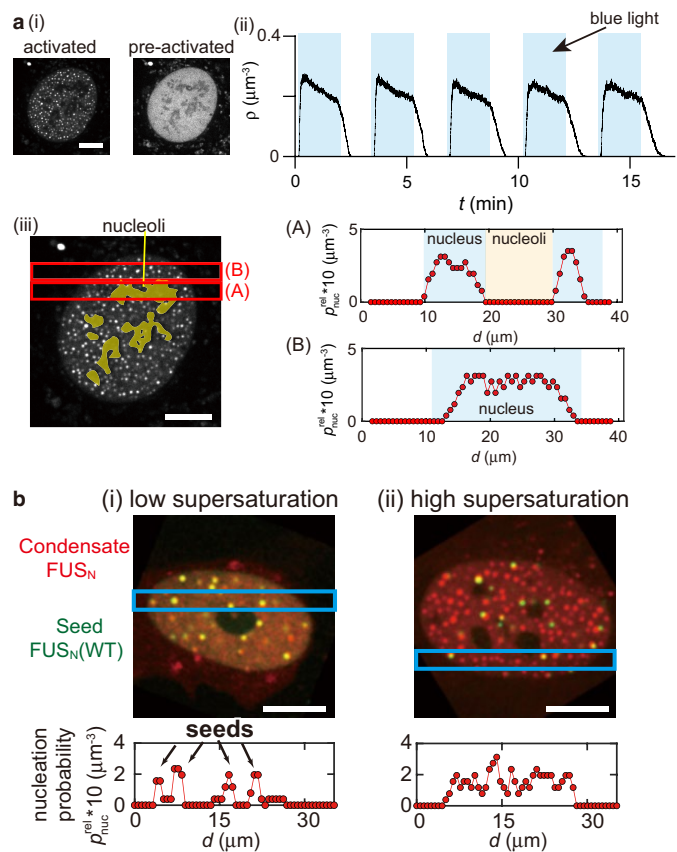 a (i)
activated
pre-activated
(ii)
blue light
0.4
ρ (μm⁻³)
0
0 5 10 15
t (min)
(iii)
nucleoli
(B)
(A)
(A)
5
nucleus
nucleoli
p_nuc^rel*10 (μm⁻³)
0
0 10 20 30 40
d (μm)
(B)
5
nucleus
p_nuc^rel*10 (μm⁻³)
0
0 10 20 30 40
d (μm)
b
(i) low supersaturation
(ii) high supersaturation
Condensate
FUS_N
Seed
FUS_N(WT)
seeds
nucleation
probability
p_nuc^rel*10 (μm⁻³)
4
2
0
0 15 30
d (μm)
4
2
0
0 15 30
d (μm)